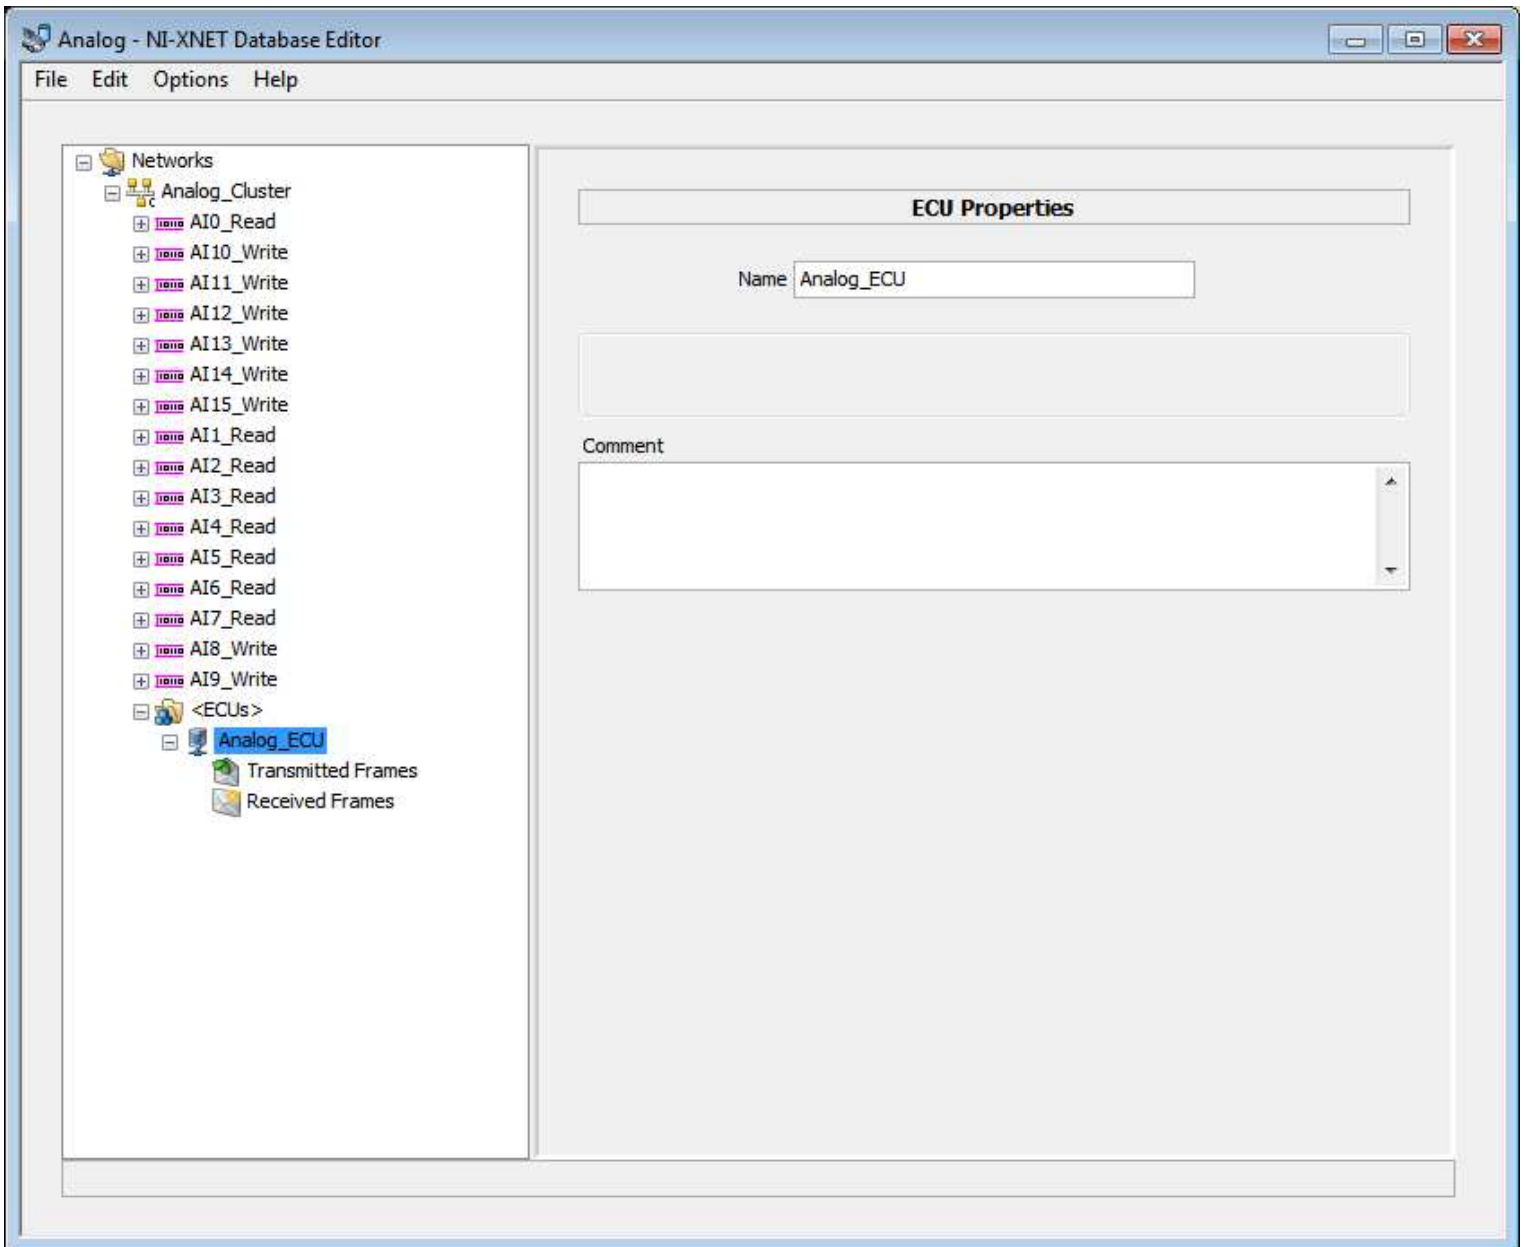 Analog - NI-XNET Database Editor
File Edit Options Help
Networks
Analog_Cluster
AI0_Read
AI10_Write
AI11_Write
AI12_Write
AI13_Write
AI14_Write
AI15_Write
AI1_Read
AI2_Read
AI3_Read
AI4_Read
AI5_Read
AI6_Read
AI7_Read
AI8_Write
AI9_Write
<ECUs>
Analog_ECU
Transmitted Frames
Received Frames
ECU Properties
Name Analog_ECU
Comment